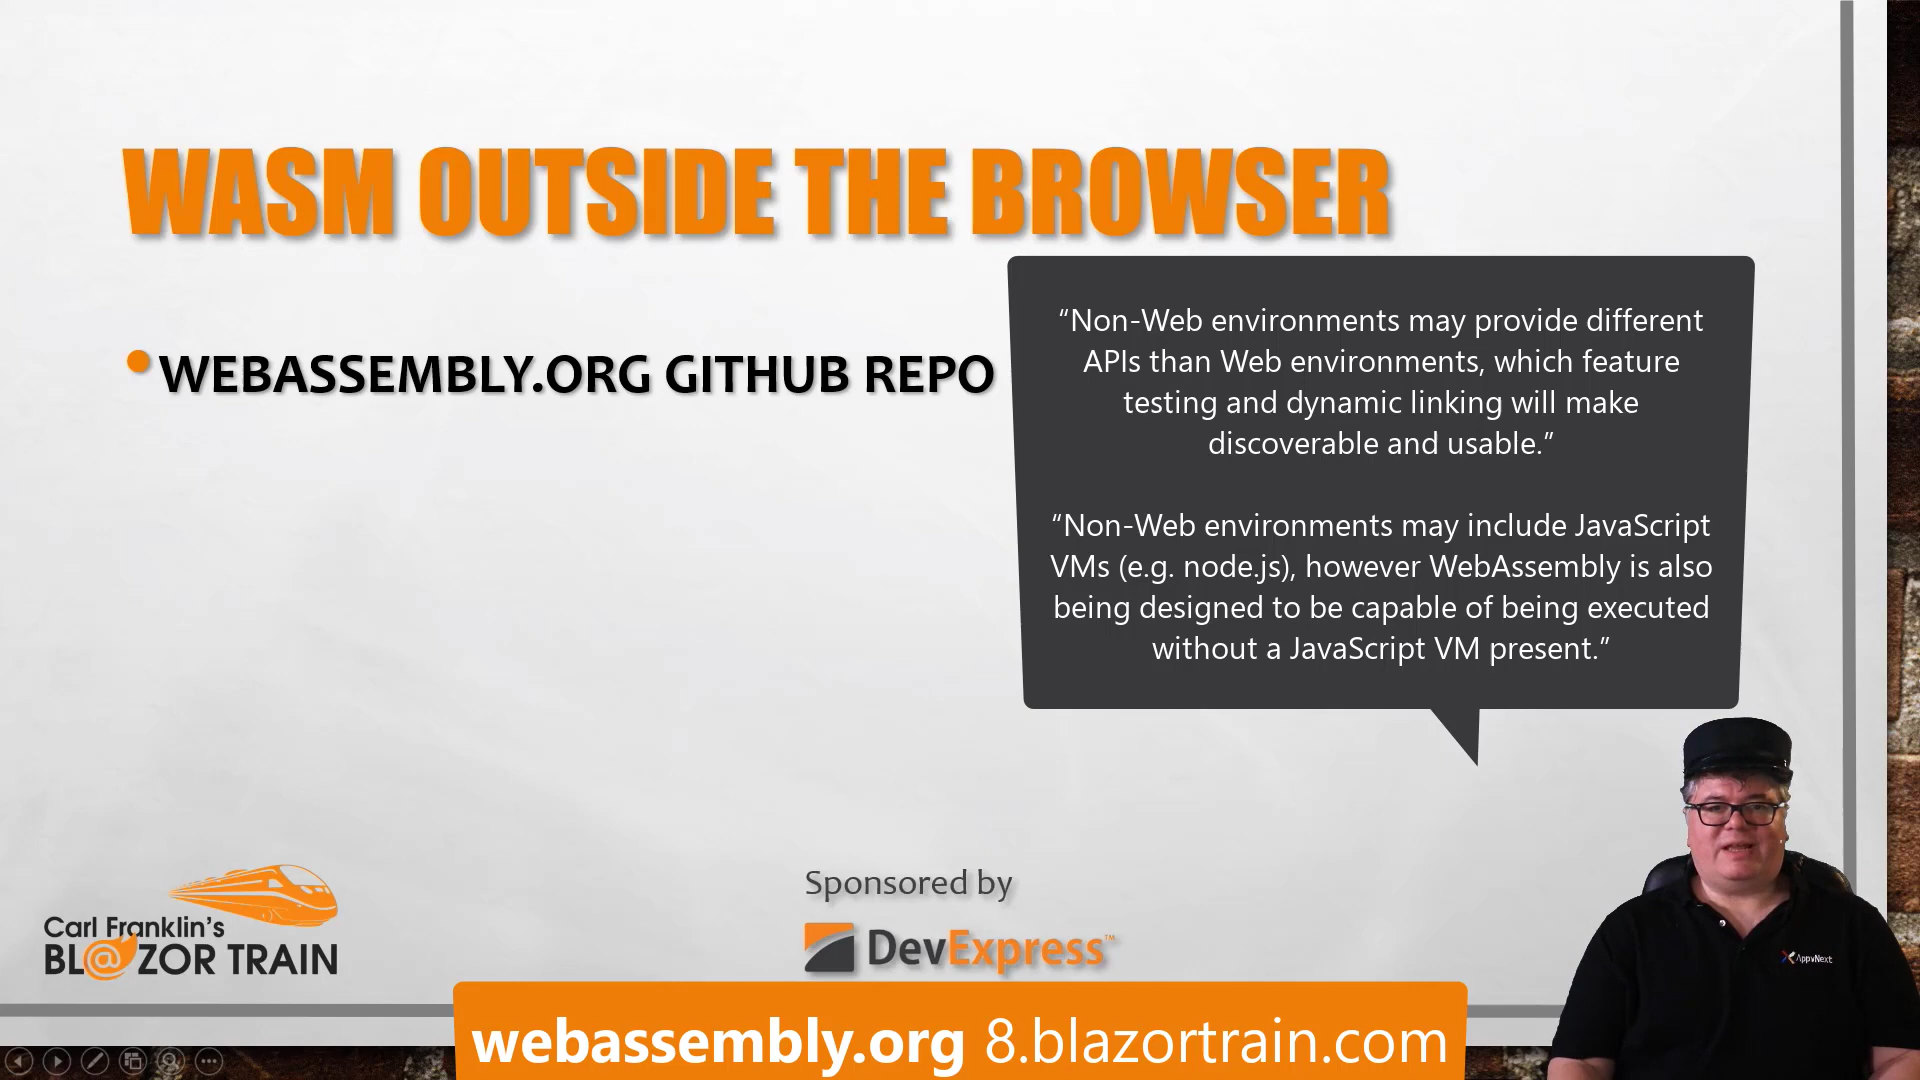 WASM OUTSIDE THE BROWSER
• WEBASSEMBLY.ORG GITHUB REPO
“Non-Web environments may provide different
APIs than Web environments, which feature
testing and dynamic linking will make
discoverable and usable.”
“Non-Web environments may include JavaScript
VMs (e.g. node.js), however WebAssembly is also
being designed to be capable of being executed
without a JavaScript VM present.”
Carl Franklin's
BL@ZOR TRAIN
Sponsored by
DevExpress™
AppvNext
webassembly.org 8.blazortrain.com